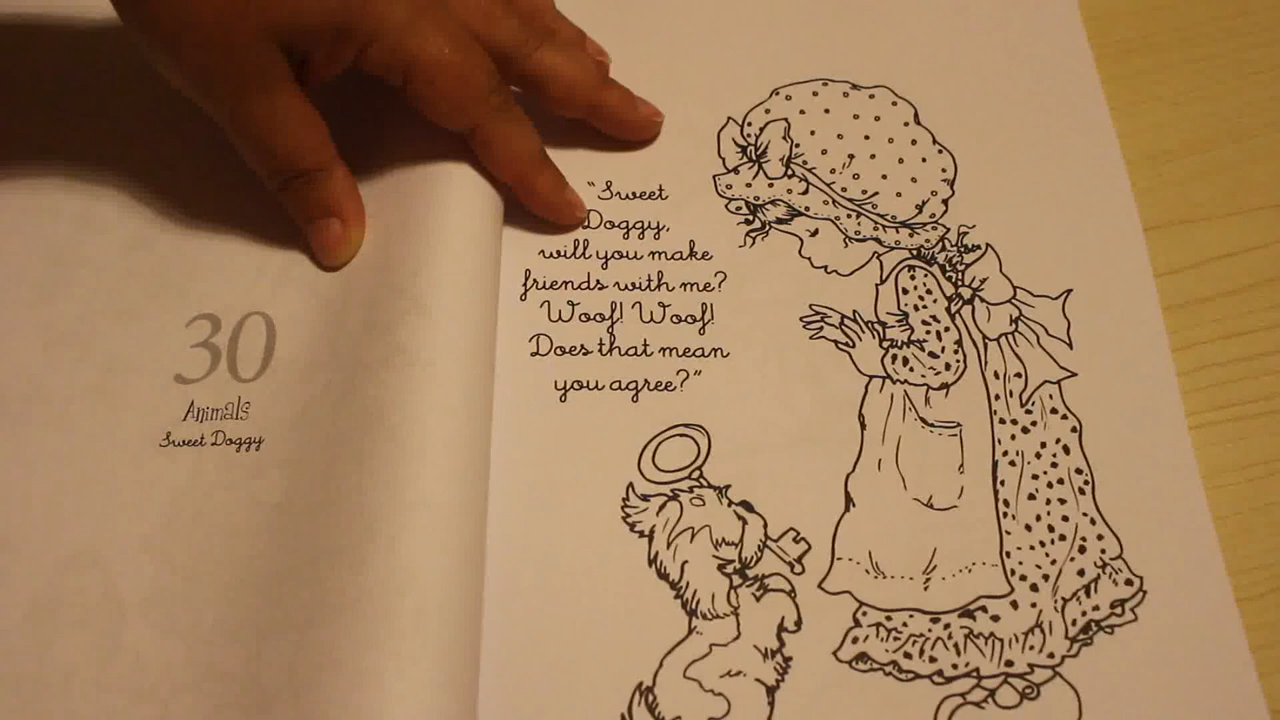 30
Animals
Sweet Doggy
"Sweet
Doggy,
will you make
friends with me?
Woof! Woof!
Does that mean
you agree?"